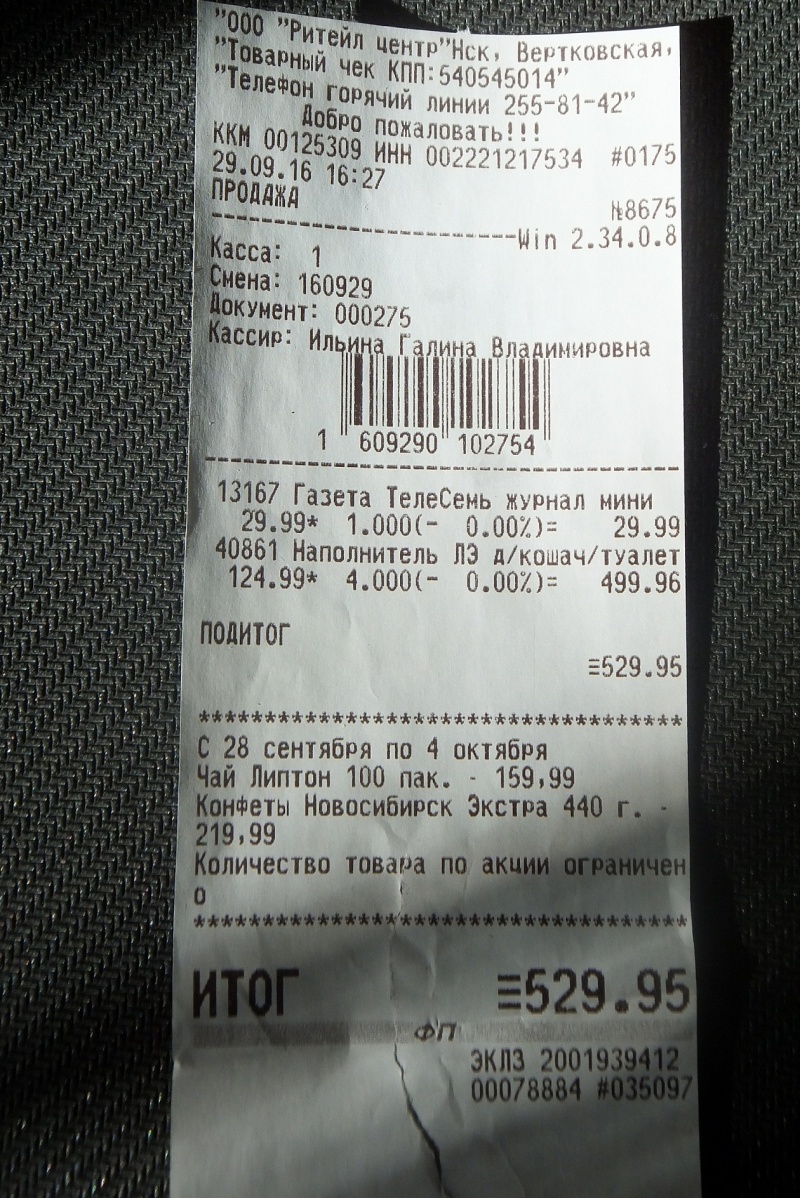 "ООО "Ритейл центр"Нск, Вертковская,
"Товарный чек КПП:540545014"
"Телефон горячий линии 255-81-42"
Добро пожаловать!!!
ККМ 00125309 ИНН 002221217534 #0175
29.09.16 16:27
ПРОДАЖА №8675
--------------------Win 2.34.0.8
Касса: 1
Смена: 160929
Документ: 000275
Кассир: Ильина Галина Владимировна
1 609290 102754
13167 Газета ТелеСемь журнал мини
29.99* 1.000(- 0.00%)= 29.99
40861 Наполнитель ЛЭ д/кошач/туалет
124.99* 4.000(- 0.00%)= 499.96
ПОДИТОГ
≡529.95
***********************************
С 28 сентября по 4 октября
Чай Липтон 100 пак. - 159,99
Конфеты Новосибирск Экстра 440 г. -
219,99
Количество товара по акции ограничен
о
***********************************
ИТОГ ≡529.95
ФП
ЭКЛЗ 2001939412
00078884 #035097